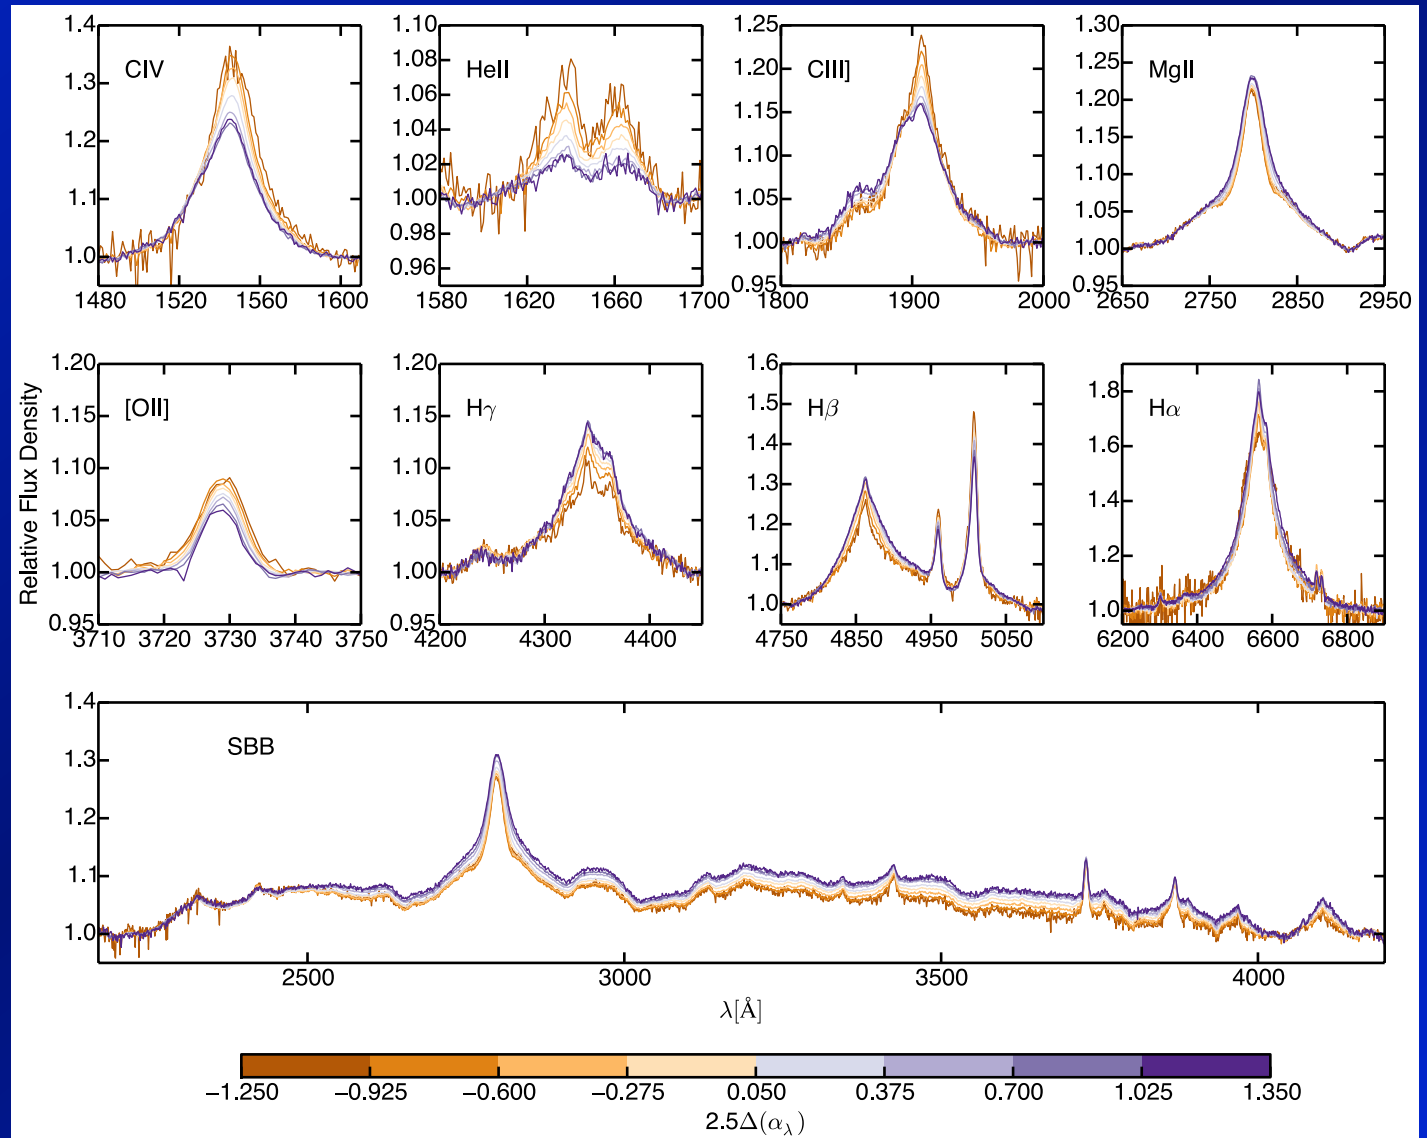 1.4
1.3
1.2
1.1
1.0
CIV
1480 1520 1560 1600
1.10
1.08
1.06
1.04
1.02
1.00
0.98
0.96
HeII
1580 1620 1660 1700
1.25
1.20
1.15
1.10
1.05
1.00
0.95
CIII]
1800 1900 2000
1.30
1.25
1.20
1.15
1.10
1.05
1.00
0.95
MgII
2650 2750 2850 2950
Relative Flux Density
1.20
1.15
1.10
1.05
1.00
0.95
[OII]
3710 3720 3730 3740 3750
1.20
1.15
1.10
1.05
1.00
0.95
Hγ
4200 4300 4400
1.6
1.5
1.4
1.3
1.2
1.1
1.0
Hβ
4750 4850 4950 5050
1.8
1.6
1.4
1.2
1.0
Hα
6200 6400 6600 6800
1.4
1.3
1.2
1.1
1.0
SBB
2500 3000 3500 4000
λ[Å]
−1.250 −0.925 −0.600 −0.275 0.050 0.375 0.700 1.025 1.350
2.5Δ(α_λ)